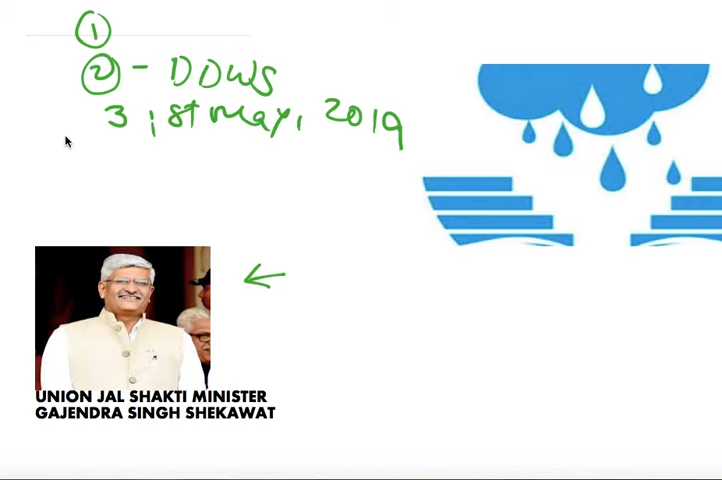 1
2 - DDWS
31st may, 2019
UNION JAL SHAKTI MINISTER
GAJENDRA SINGH SHEKAWAT